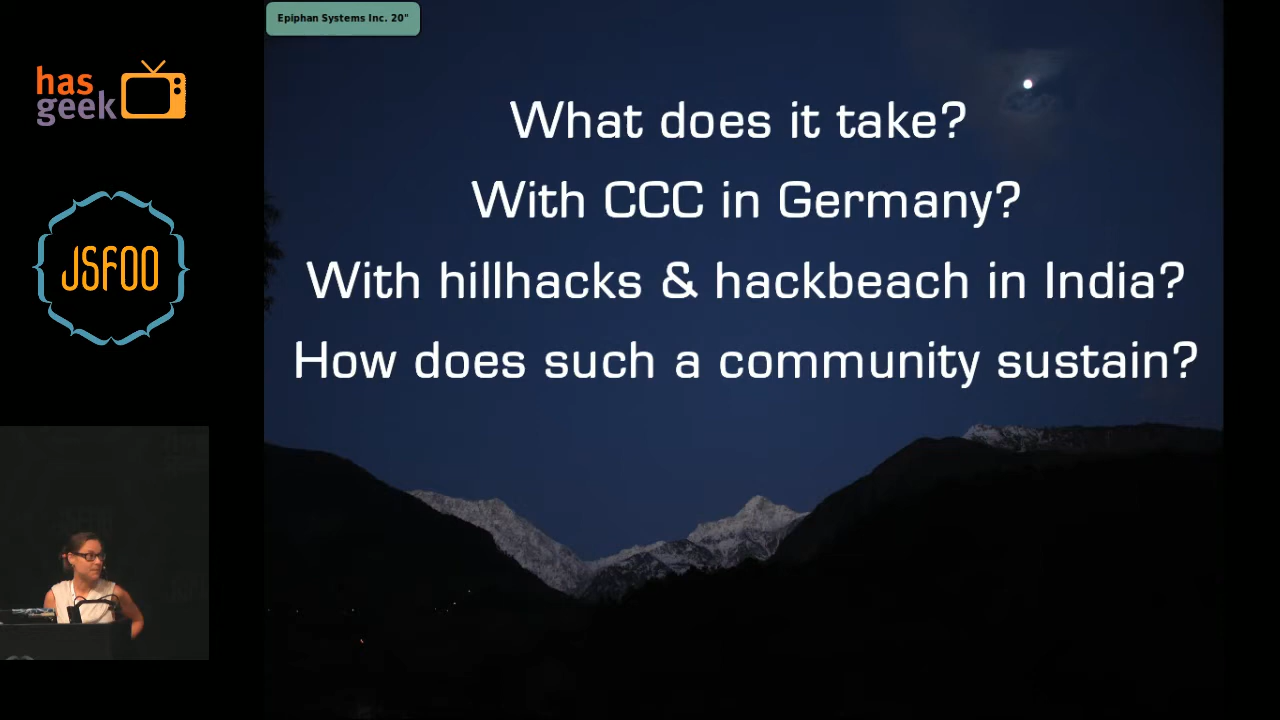 Epiphan Systems Inc. 20"
has
geek
JSFOO
What does it take?
With CCC in Germany?
With hillhacks & hackbeach in India?
How does such a community sustain?